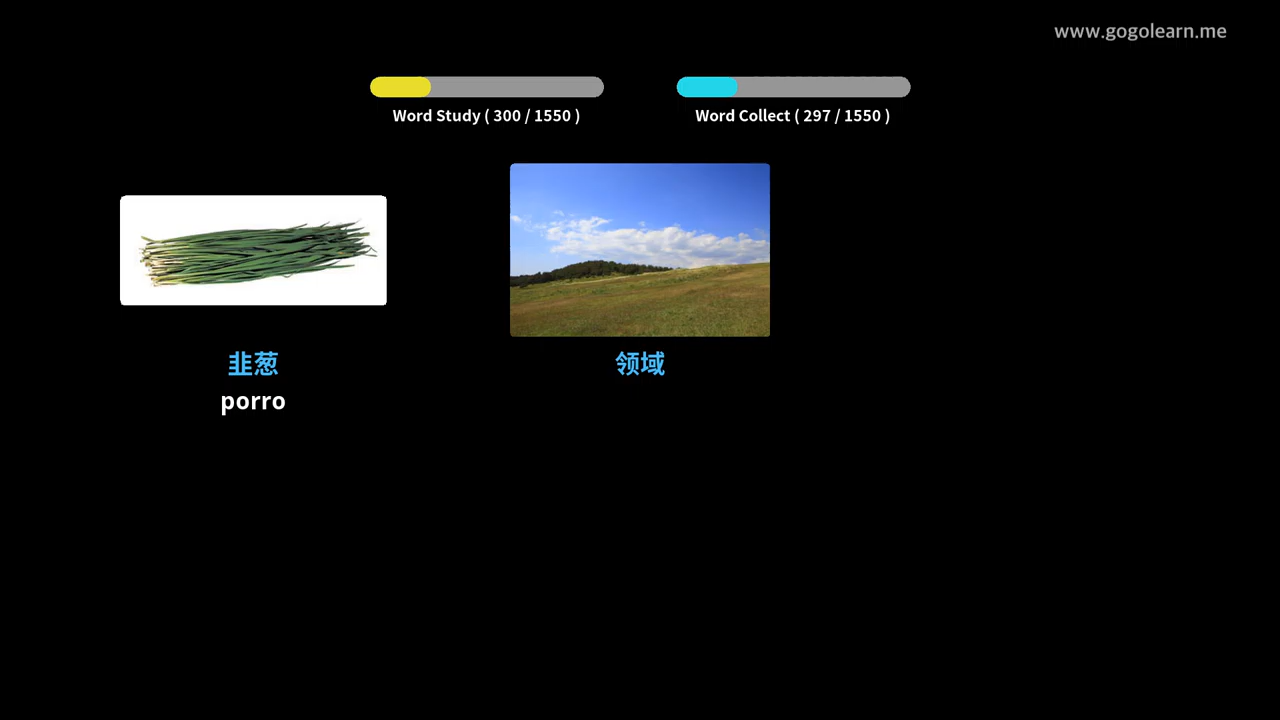 www.gogolearn.me
Word Study ( 300 / 1550 )
Word Collect ( 297 / 1550 )
韭葱
porro
领域